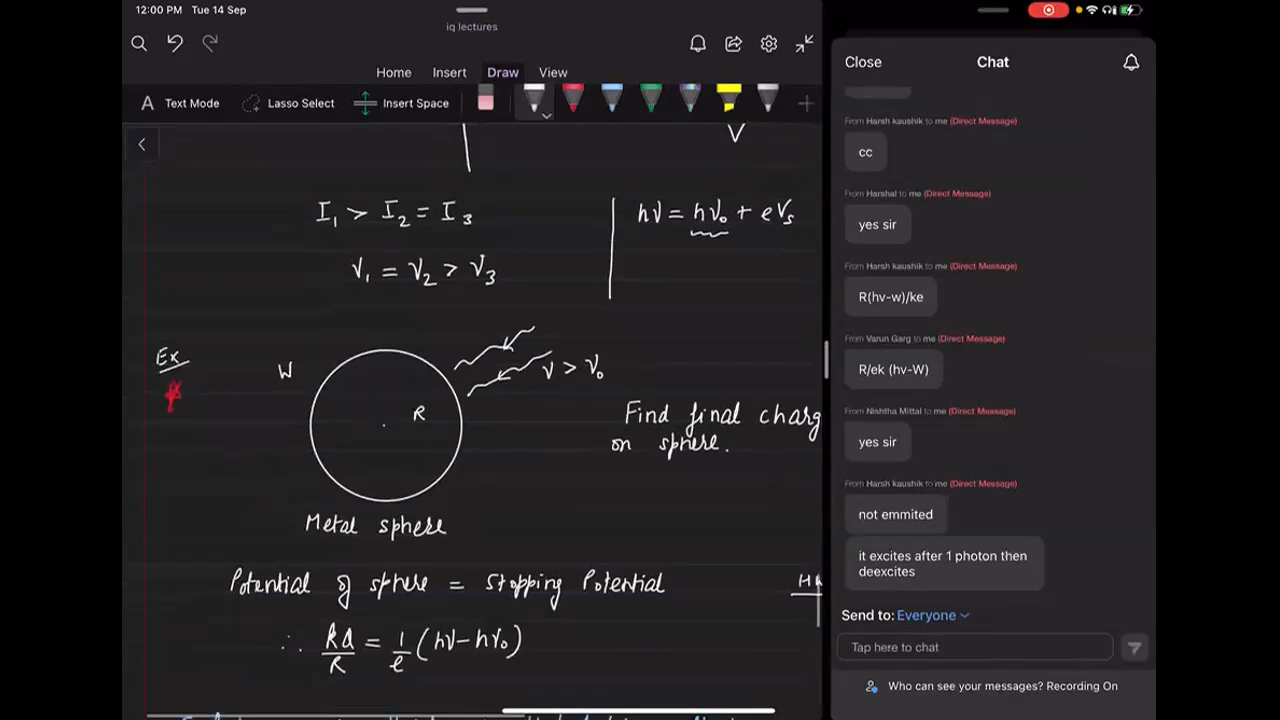 12:00 PM Tue 14 Sep
iq lectures
Home Insert Draw View
Text Mode Lasso Select Insert Space
V
I₁ > I₂ = I₃
ν₁ = ν₂ > ν₃
hν = hν₀ + eVₛ
Ex
W
R
ν > ν₀
Find final charg
on sphere.
Metal sphere
Potential of sphere = Stopping Potential
∴ kQ/R = 1/e (hν - hν₀)
Close Chat
From Harsh kaushik to me (Direct Message)
cc
From Harshal to me (Direct Message)
yes sir
From Harsh kaushik to me (Direct Message)
R(hv-w)/ke
From Varun Garg to me (Direct Message)
R/ek (hv-W)
From Nishtha Mittal to me (Direct Message)
yes sir
From Harsh kaushik to me (Direct Message)
not emmited
it excites after 1 photon then
deexcites
Send to: Everyone
Tap here to chat
Who can see your messages? Recording On